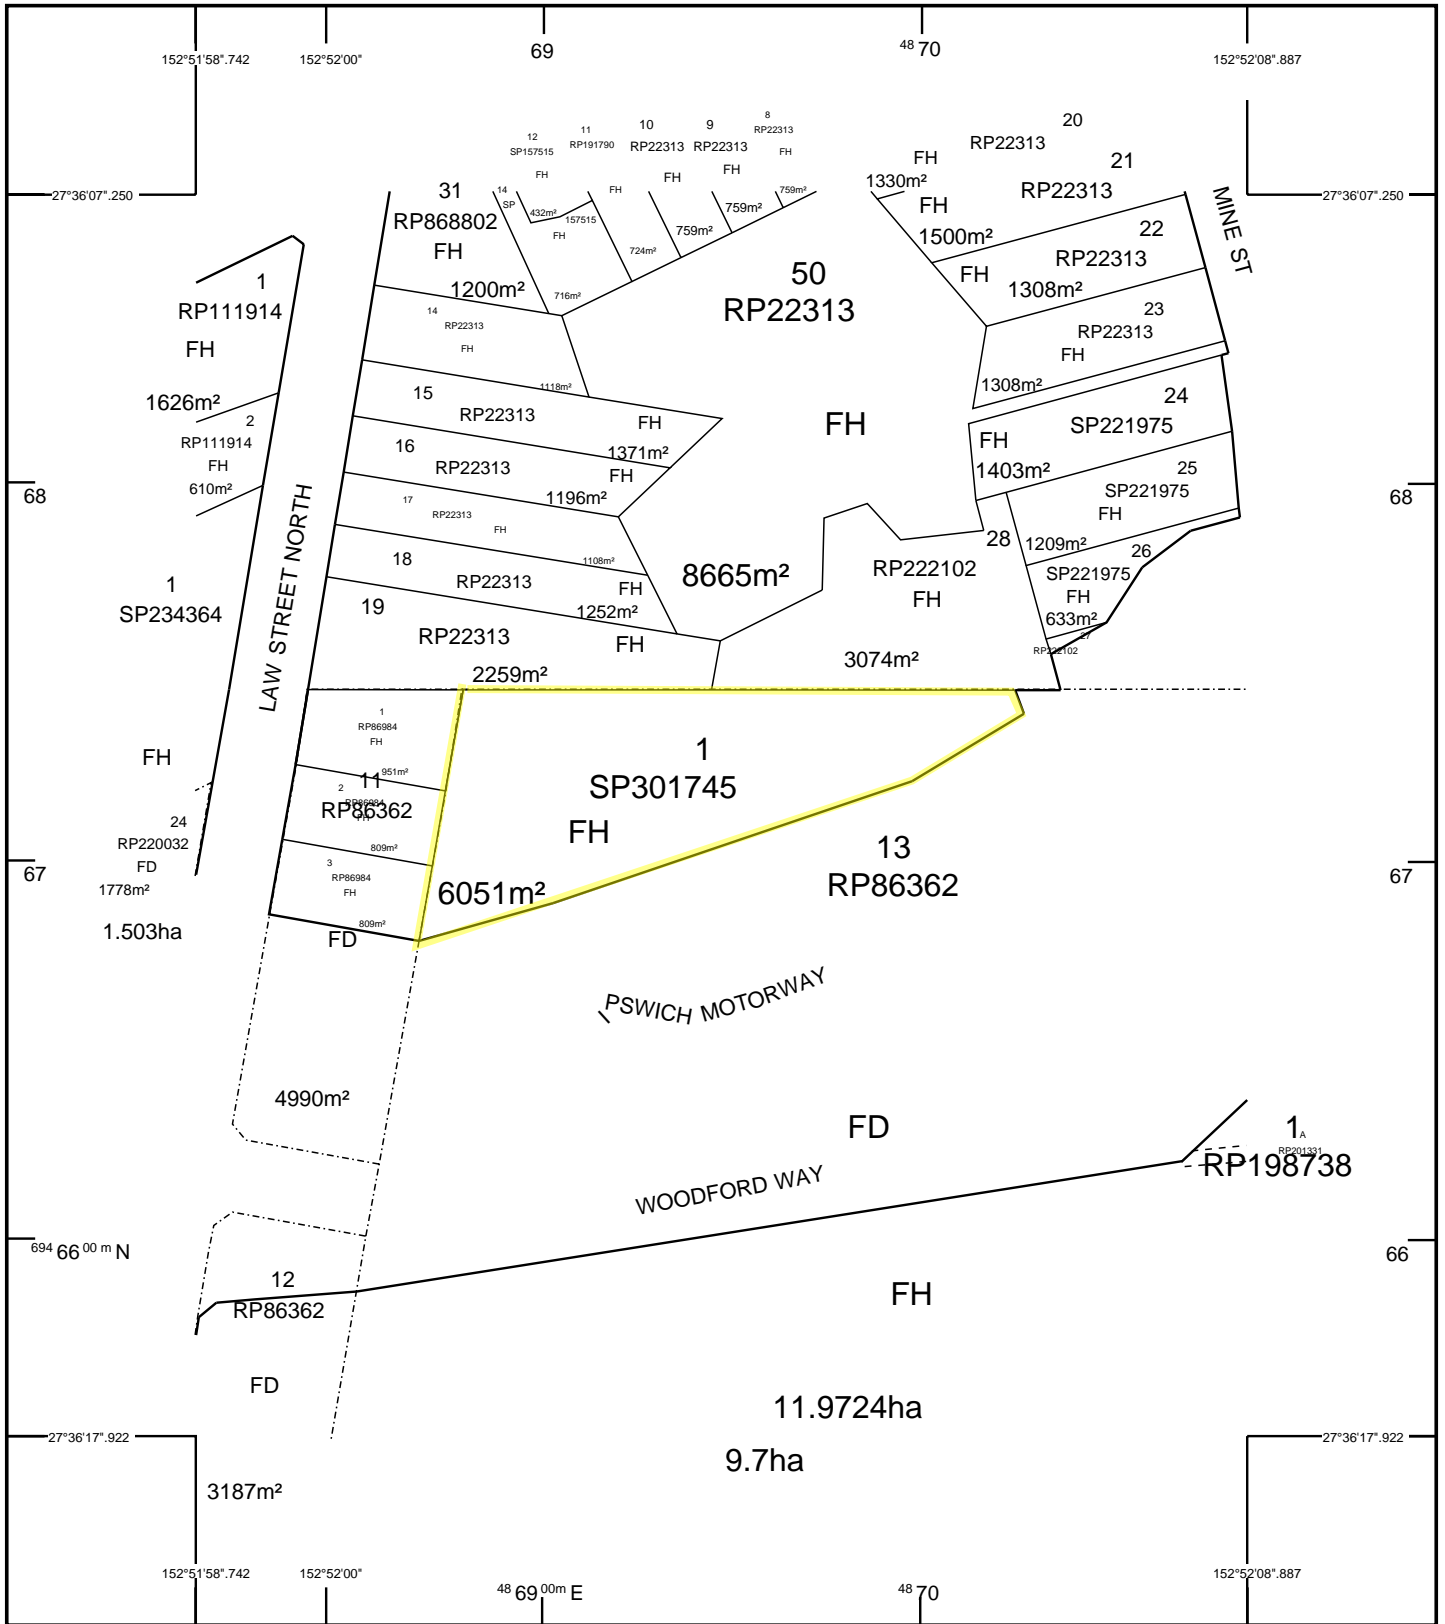 69
48 70
152°51'58".742
152°52'00"
152°52'08".887
27°36'07".250
27°36'07".250
12
SP157515
FH
11
RP191790
FH
10
RP22313
FH
9
RP22313
FH
8
RP22313
FH
20
RP22313
FH
1330m²
21
RP22313
FH
1500m²
MINE ST
31
RP868802
FH
1200m²
14
SP
157515
FH
432m²
716m²
724m²
759m²
759m²
759m²
22
RP22313
FH
1308m²
23
RP22313
FH
1308m²
50
RP22313
FH
8665m²
1
RP111914
FH
1626m²
2
RP111914
FH
610m²
14
RP22313
FH
1118m²
15
RP22313
FH
1371m²
16
RP22313
FH
1196m²
17
RP22313
FH
1108m²
18
RP22313
FH
1252m²
19
RP22313
FH
2259m²
24
SP221975
FH
1403m²
25
SP221975
FH
1209m²
26
SP221975
FH
633m²
27
RP222102
28
RP222102
FH
3074m²
68
68
LAW STREET NORTH
1
SP234364
FH
24
RP220032
FD
1778m²
1.503ha
1
RP86984
FH
951m²
11
RP86362
2
RP86984
FH
809m²
3
RP86984
FH
809m²
FD
1
SP301745
FH
6051m²
13
RP86362
67
67
IPSWICH MOTORWAY
4990m²
FD
WOODFORD WAY
1
RP198738
A
RP201331
694 66 00 m N
66
12
RP86362
FD
FH
11.9724ha
9.7ha
27°36'17".922
27°36'17".922
3187m²
152°51'58".742
152°52'00"
152°52'08".887
48 69 00m E
48 70